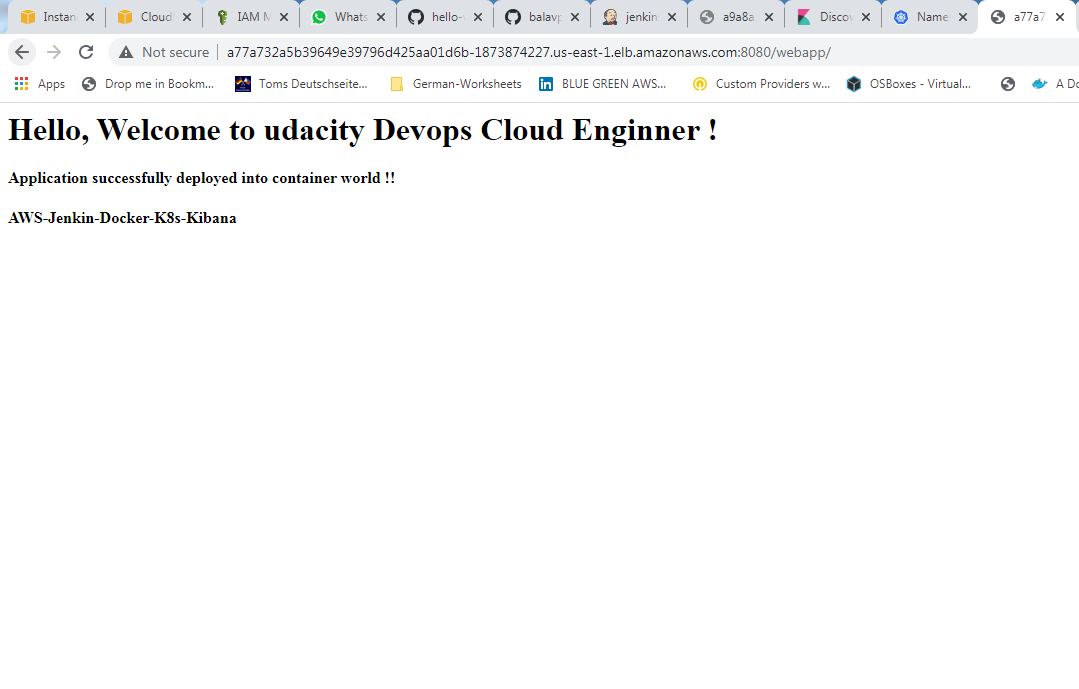 Instan
Cloud
IAM M
Whats
hello-
balavp
jenkin
a9a8a
Discov
Name
a77a7
Not secure
a77a732a5b39649e39796d425aa01d6b-1873874227.us-east-1.elb.amazonaws.com:8080/webapp/
Apps
Drop me in Bookm...
Toms Deutschseite...
German-Worksheets
BLUE GREEN AWS...
Custom Providers w...
OSBoxes - Virtual...
A Do
Hello, Welcome to udacity Devops Cloud Enginner !
Application successfully deployed into container world !!
AWS-Jenkin-Docker-K8s-Kibana